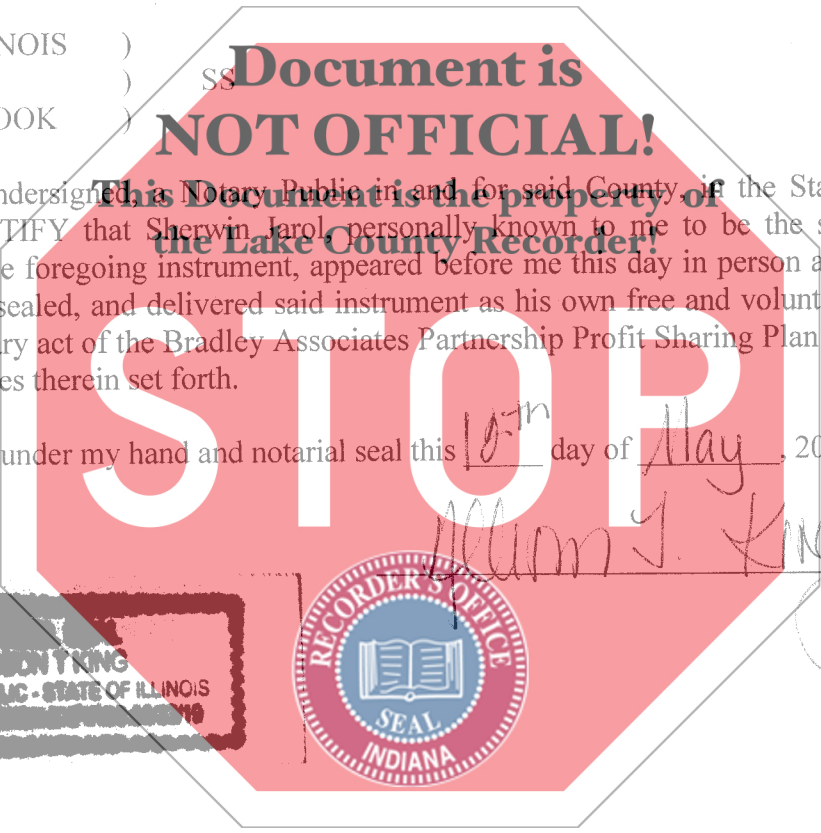 NOIS )
) SS
OOK )
Document is
NOT OFFICIAL!
This Document is the property of
the Lake County Recorder!
ndersigned, a Notary Public in and for said County, in the Sta
TIFY that Sherwin Jarol, personally known to me to be the s
e foregoing instrument, appeared before me this day in person a
sealed, and delivered said instrument as his own free and volunt
ry act of the Bradley Associates Partnership Profit Sharing Plan
es therein set forth.
STOP
under my hand and notarial seal this 10th day of May, 20
T. King
ON T KING
LIC - STATE OF ILLINOIS
RECORDER'S OFFICE
SEAL
INDIANA